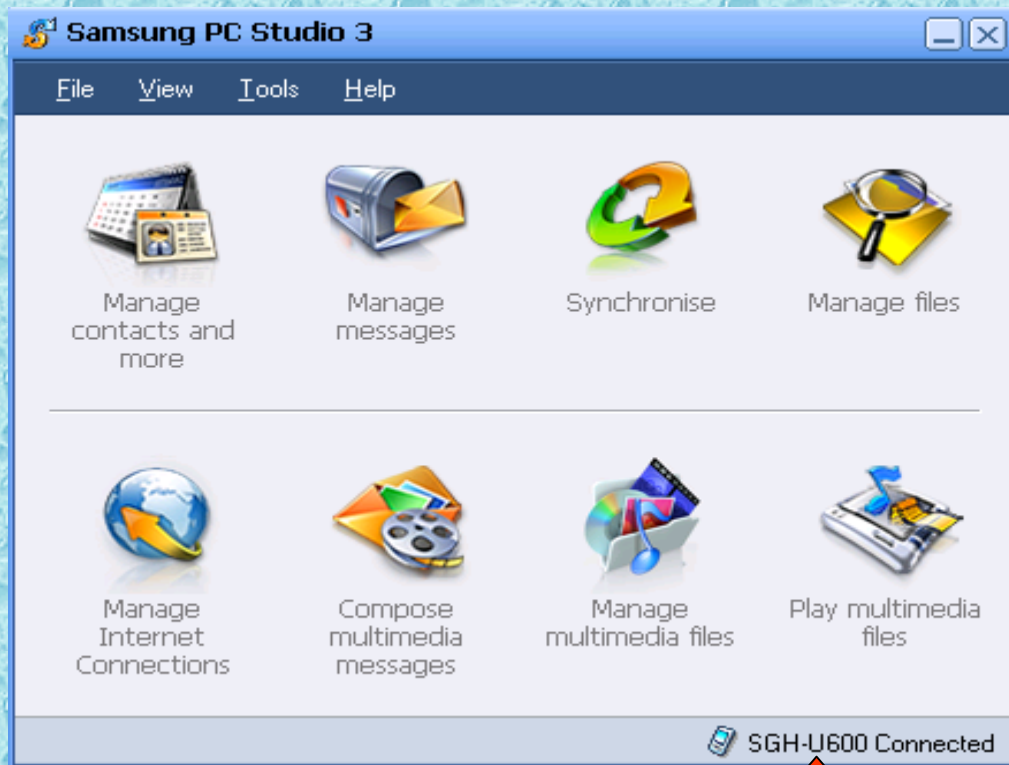 Samsung PC Studio 3
File View Tools Help
Manage
contacts and
more
Manage
messages
Synchronise
Manage files
Manage
Internet
Connections
Compose
multimedia
messages
Manage
multimedia files
Play multimedia
files
SGH-U600 Connected